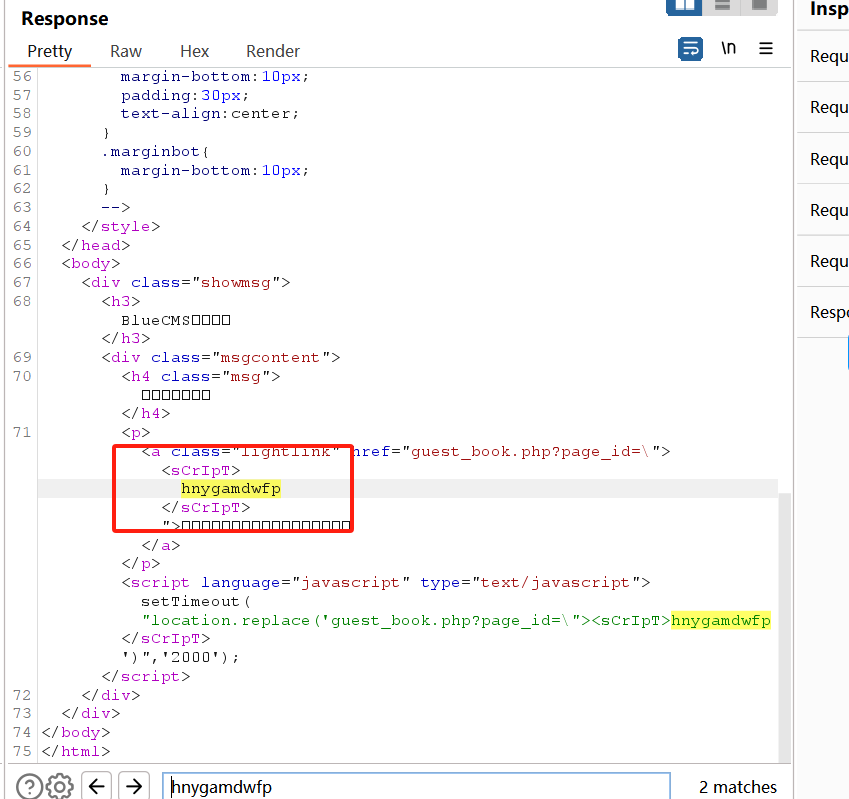 Response
Insp
Pretty
Raw
Hex
Render
\n
Requ
Requ
Requ
Requ
Requ
Respo
56 margin-bottom:10px;
57 padding:30px;
58 text-align:center;
59 }
60 .marginbot{
61 margin-bottom:10px;
62 }
63 -->
64 </style>
65 </head>
66 <body>
67 <div class="showmsg">
68 <h3>
BlueCMS□□□□
</h3>
69 <div class="msgcontent">
70 <h4 class="msg">
□□□□□□□
</h4>
71 <p>
<a class="lightlink" href="guest_book.php?page_id=\">
<sCrIpT>
hnygamdwfp
</sCrIpT>
">□□□□□□□□□□□□□□□□□
</a>
</p>
<script language="javascript" type="text/javascript">
setTimeout(
"location.replace('guest_book.php?page_id=\"><sCrIpT>hnygamdwfp
</sCrIpT>
')",'2000');
</script>
72 </div>
73 </div>
74 </body>
75 </html>
?
hnygamdwfp
2 matches